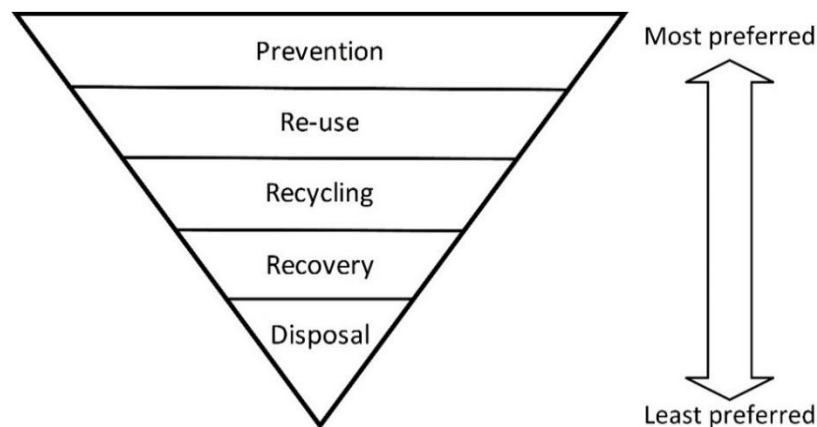 Prevention
Re-use
Recycling
Recovery
Disposal
Most preferred
Least preferred